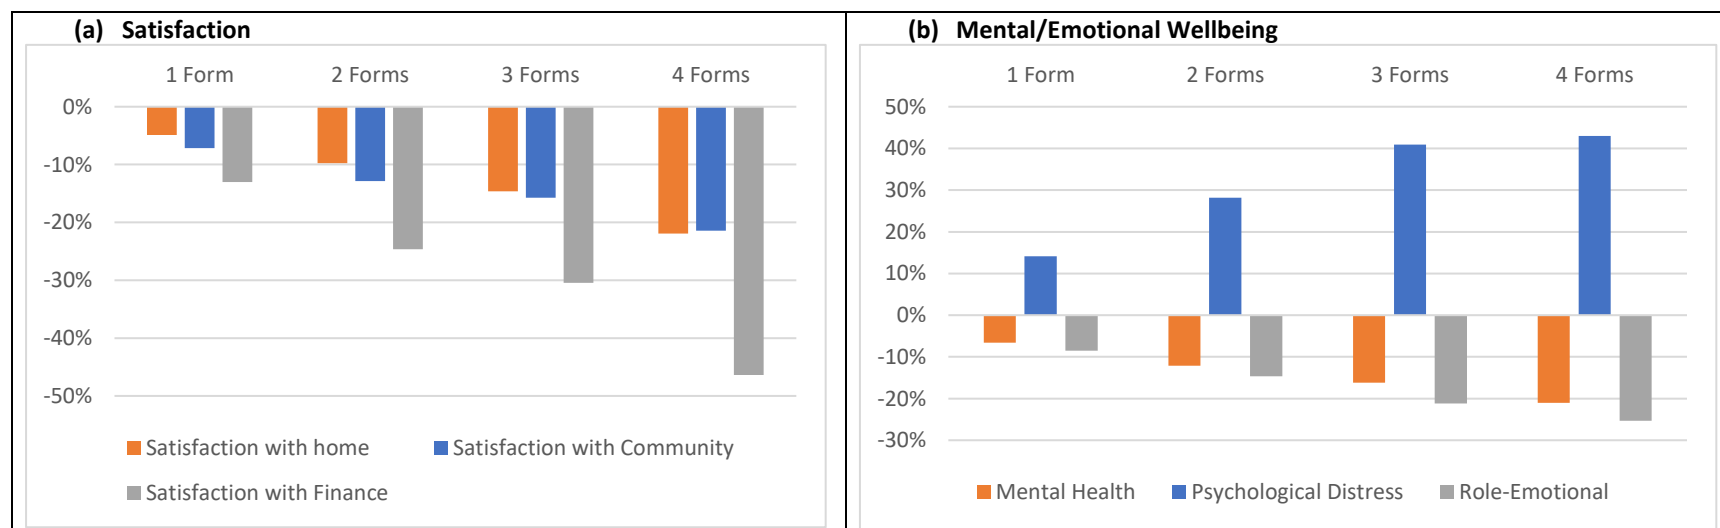 (a) Satisfaction
1 Form 2 Forms 3 Forms 4 Forms
0%
-10%
-20%
-30%
-40%
-50%
Satisfaction with home Satisfaction with Community
Satisfaction with Finance
(b) Mental/Emotional Wellbeing
1 Form 2 Forms 3 Forms 4 Forms
50%
40%
30%
20%
10%
0%
-10%
-20%
-30%
Mental Health Psychological Distress Role-Emotional